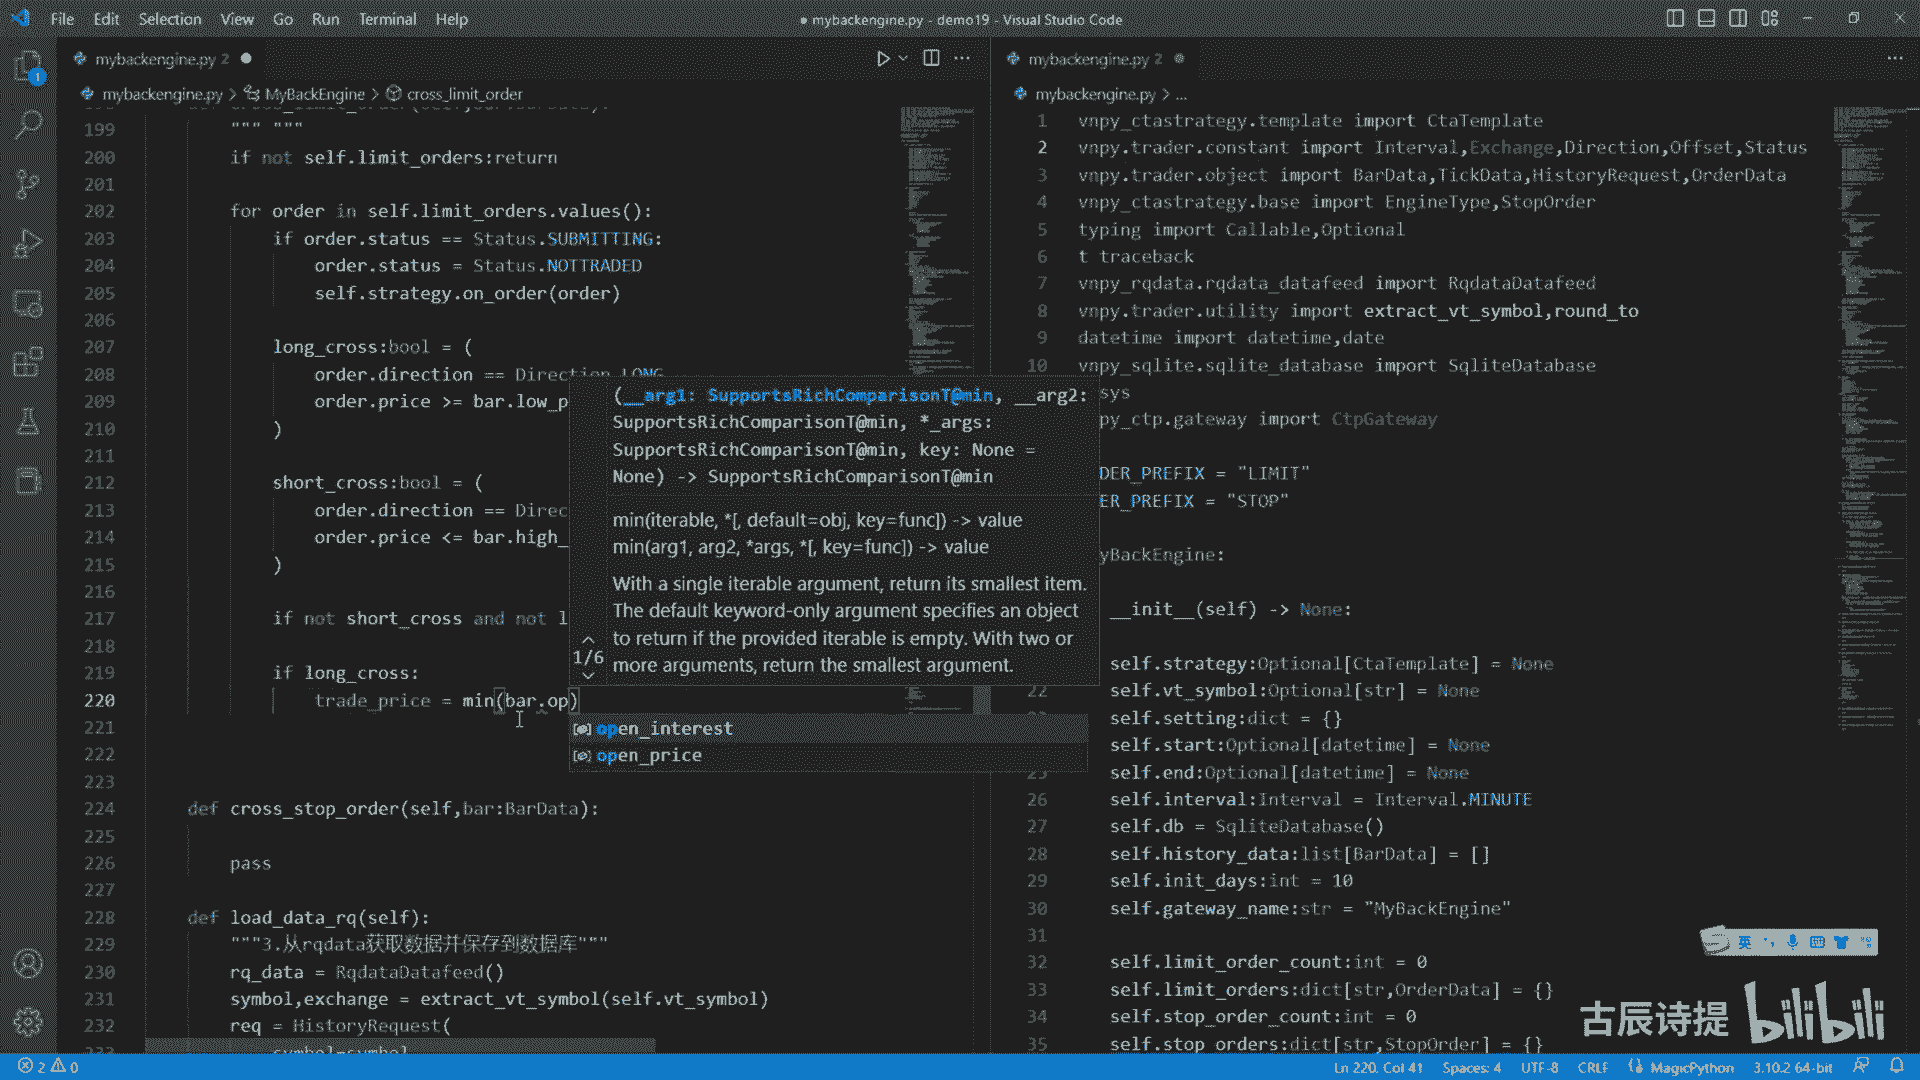 File Edit Selection View Go Run Terminal Help
● mybackengine.py - demo19 - Visual Studio Code
mybackengine.py 2 ●
mybackengine.py > MyBackEngine > cross_limit_order
199 """ """
200 if not self.limit_orders:return
201
202 for order in self.limit_orders.values():
203 if order.status == Status.SUBMITTING:
204 order.status = Status.NOTTRADED
205 self.strategy.on_order(order)
206
207 long_cross:bool = (
208 order.direction == Direction.LONG
209 order.price >= bar.low_p
210 )
211
212 short_cross:bool = (
213 order.direction == Direc
214 order.price <= bar.high_
215 )
216
217 if not short_cross and not l
218
219 if long_cross:
220 trade_price = min(bar.op)
221
222
223
224 def cross_stop_order(self,bar:BarData):
225
226 pass
227
228 def load_data_rq(self):
229 """3.从rqdata获取数据并保存到数据库"""
230 rq_data = RqdataDatafeed()
231 symbol,exchange = extract_vt_symbol(self.vt_symbol)
232 req = HistoryRequest(
233 symbol=symbol
(__arg1: SupportsRichComparisonT@min, __arg2:
SupportsRichComparisonT@min, *_args:
SupportsRichComparisonT@min, key: None =
None) -> SupportsRichComparisonT@min
min(iterable, *[, default=obj, key=func]) -> value
min(arg1, arg2, *args, *[, key=func]) -> value
With a single iterable argument, return its smallest item.
The default keyword-only argument specifies an object
to return if the provided iterable is empty. With two or
more arguments, return the smallest argument.
1/6
open_interest
open_price
mybackengine.py 2 ●
mybackengine.py > ...
1 vnpy_ctastrategy.template import CtaTemplate
2 vnpy.trader.constant import Interval,Exchange,Direction,Offset,Status
3 vnpy.trader.object import BarData,TickData,HistoryRequest,OrderData
4 vnpy_ctastrategy.base import EngineType,StopOrder
5 typing import Callable,Optional
6 t traceback
7 vnpy_rqdata.rqdata_datafeed import RqdataDatafeed
8 vnpy.trader.utility import extract_vt_symbol,round_to
9 datetime import datetime,date
10 vnpy_sqlite.sqlite_database import SqliteDatabase
sys
py_ctp.gateway import CtpGateway
DER_PREFIX = "LIMIT"
ER_PREFIX = "STOP"
yBackEngine:
__init__(self) -> None:
self.strategy:Optional[CtaTemplate] = None
22 self.vt_symbol:Optional[str] = None
self.setting:dict = {}
self.start:Optional[datetime] = None
25 self.end:Optional[datetime] = None
26 self.interval:Interval = Interval.MINUTE
27 self.db = SqliteDatabase()
28 self.history_data:list[BarData] = []
29 self.init_days:int = 10
30 self.gateway_name:str = "MyBackEngine"
31
32 self.limit_order_count:int = 0
33 self.limit_orders:dict[str,OrderData] = {}
34 self.stop_order_count:int = 0
35 self.stop_orders:dict[str,StopOrder] = {}
英
古辰诗提 bilibili
2 0
Ln 220, Col 41 Spaces: 4 UTF-8 CRLF MagicPython 3.10.2 64-bit